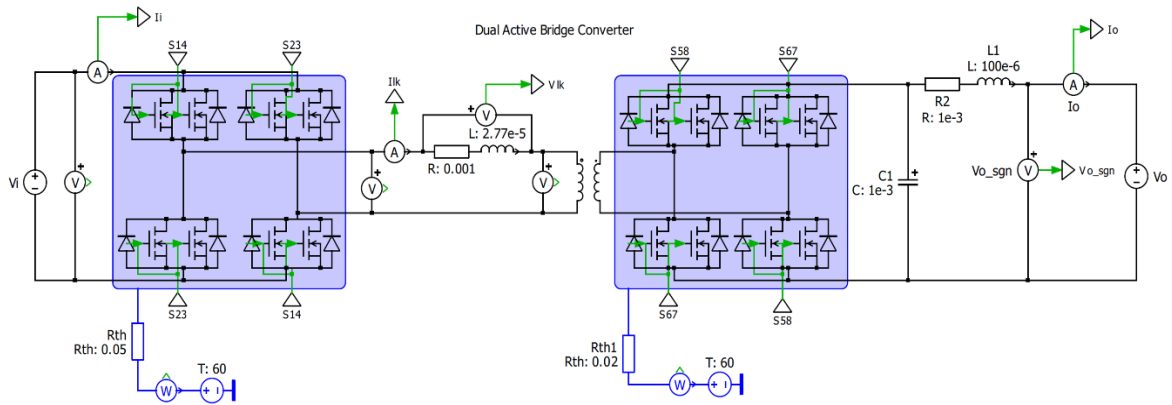 Dual Active Bridge Converter
Ii
S14
S23
Ilk
Vlk
S58
S67
Io
L1
L: 100e-6
A
A
A
Io
R2
R: 1e-3
V
L: 2.77e-5
R: 0.001
Vi
V
V
V
C1
C: 1e-3
Vo_sgn
V
Vo_sgn
Vo
S23
S14
S67
S58
Rth
Rth: 0.05
T: 60
W
Rth1
Rth: 0.02
T: 60
W